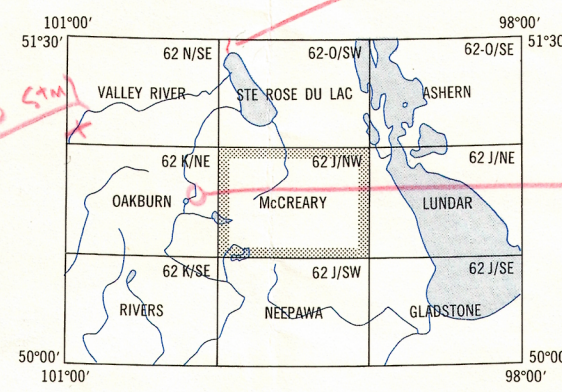 101°00' 98°00'
51°30' 62 N/SE 62-O/SW 62-O/SE 51°30'
VALLEY RIVER STE ROSE DU LAC ASHERN
STM
62 K/NE 62 J/NW 62 J/NE
OAKBURN McCREARY LUNDAR
62 K/SE 62 J/SW 62 J/SE
RIVERS NEEPAWA GLADSTONE
50°00' 50°00'
101°00' 98°00'